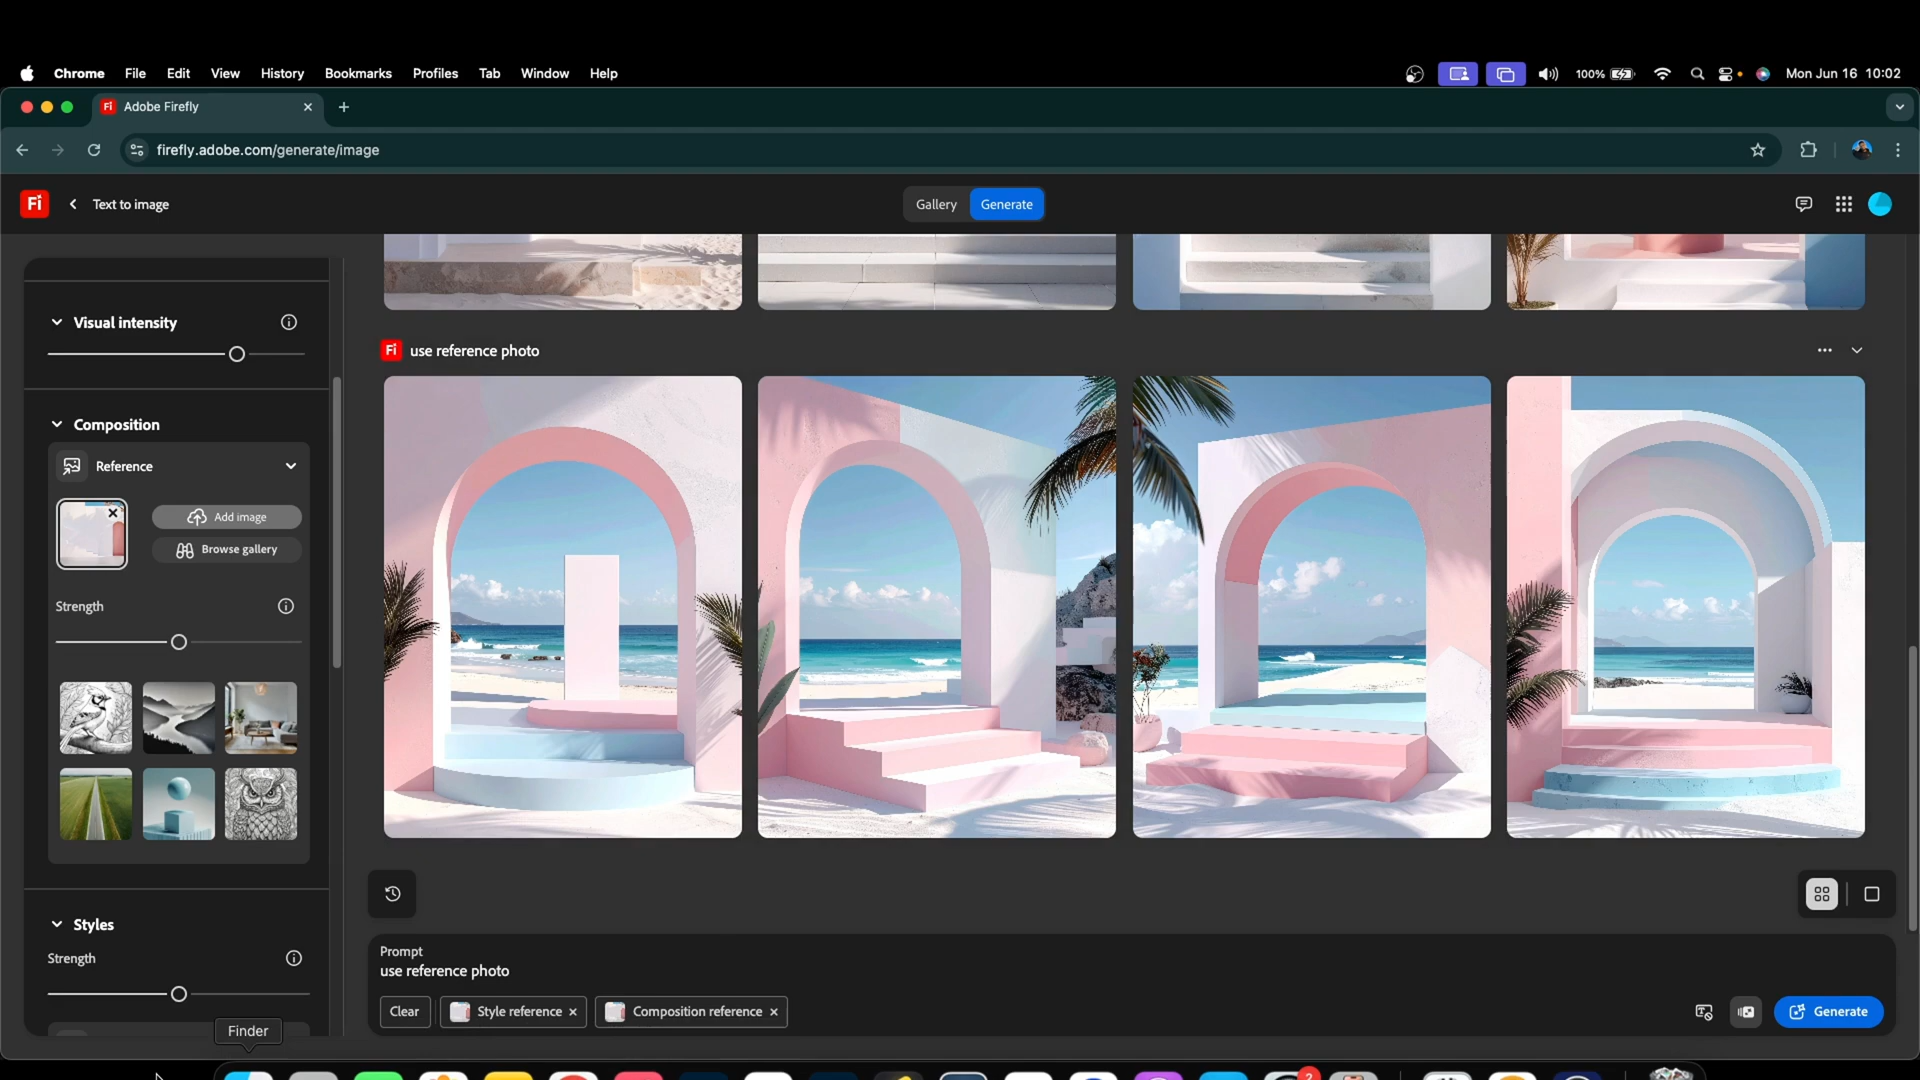 Chrome File Edit View History Bookmarks Profiles Tab Window Help 100% Mon Jun 16 10:02
Fi Adobe Firefly
firefly.adobe.com/generate/image
Fi Text to image Gallery Generate
Visual intensity
Fi use reference photo
Composition
Reference
Add image
Browse gallery
Strength
Styles
Strength
Prompt
use reference photo
Clear Style reference Composition reference Generate
Finder
2